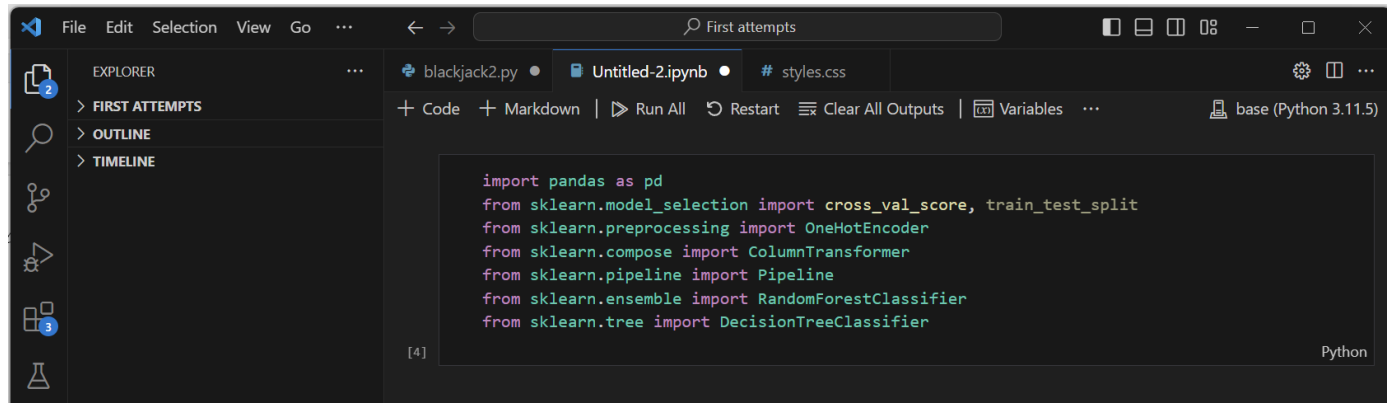 File Edit Selection View Go ··· ← → First attempts
EXPLORER ···
2
FIRST ATTEMPTS
OUTLINE
TIMELINE
3
blackjack2.py ● Untitled-2.ipynb ● # styles.css ···
+ Code + Markdown | Run All Restart Clear All Outputs | (x) Variables ··· base (Python 3.11.5)
import pandas as pd
from sklearn.model_selection import cross_val_score, train_test_split
from sklearn.preprocessing import OneHotEncoder
from sklearn.compose import ColumnTransformer
from sklearn.pipeline import Pipeline
from sklearn.ensemble import RandomForestClassifier
from sklearn.tree import DecisionTreeClassifier
[4] Python